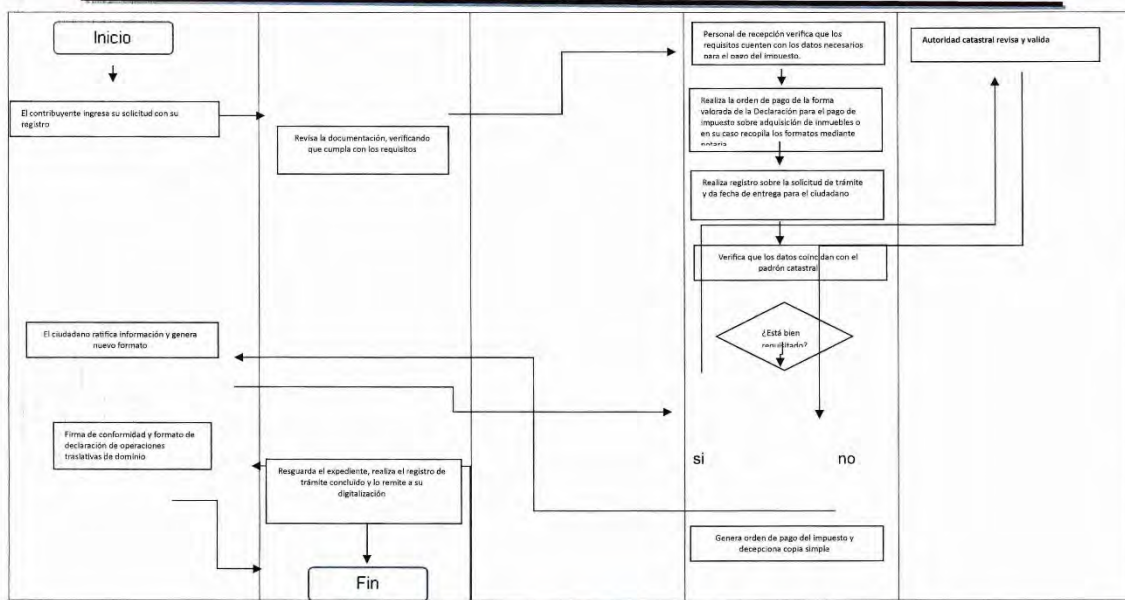 Inicio
El contribuyente ingresa su solicitud con su
registro
Revisa la documentación, verificando
que cumpla con los requisitos
Personal de recepción verifica que los
requisitos cuenten con los datos necesarios
para el pago del impuesto.
Autoridad catastral revisa y valida
Realiza la orden de pago de la forma
valorada de la Declaración para el pago de
impuesto sobre adquisición de inmuebles o
en su caso recopila los formatos mediante
notaria
Realiza registro sobre la solicitud de trámite
y da fecha de entrega para el ciudadano
Verifica que los datos coincidan con el
padrón catastral
¿Está bien
requisitado?
El ciudadano ratifica información y genera
nuevo formato
Firma de conformidad y formato de
declaración de operaciones
traslativas de dominio
si
no
Resguarda el expediente, realiza el registro de
trámite concluido y lo remite a su
digitalización
Genera orden de pago del impuesto y
decepciona copia simple
Fin